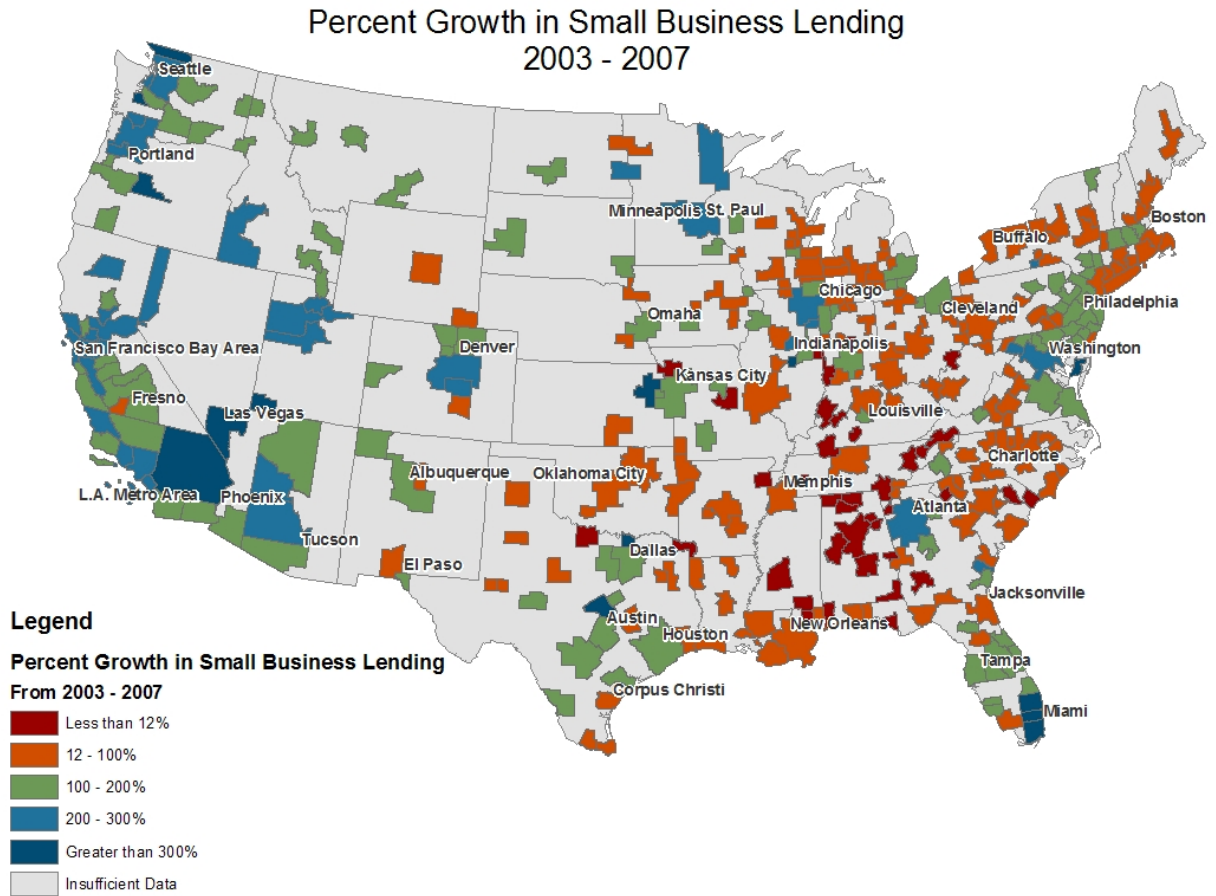 Percent Growth in Small Business Lending
2003 - 2007
Seattle
Portland
Minneapolis St. Paul
Boston
Buffalo
Chicago
Cleveland
Philadelphia
Omaha
San Francisco Bay Area
Denver
Indianapolis
Washington
Kansas City
Fresno
Las Vegas
Louisville
Charlotte
Albuquerque
Oklahoma City
Memphis
L.A. Metro Area
Phoenix
Atlanta
Tucson
Dallas
El Paso
Jacksonville
Austin
New Orleans
Houston
Tampa
Corpus Christi
Miami
Legend
Percent Growth in Small Business Lending
From 2003 - 2007
Less than 12%
12 - 100%
100 - 200%
200 - 300%
Greater than 300%
Insufficient Data